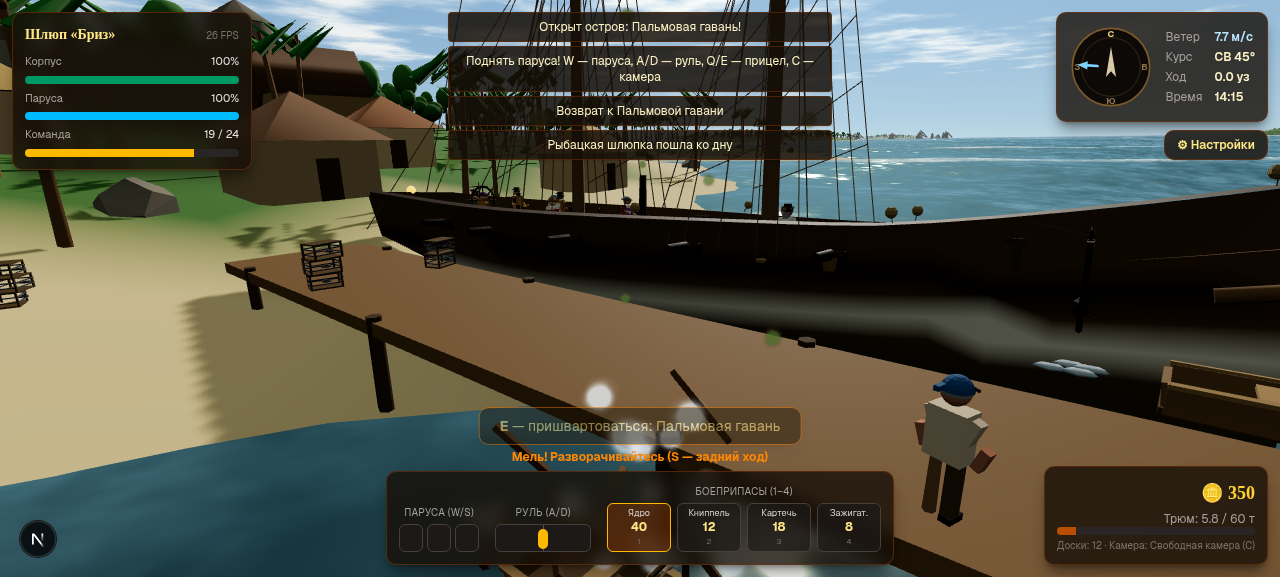 Шлюп «Бриз» 26 FPS
Корпус 100%
Паруса 100%
Команда 19 / 24
Открыт остров: Пальмовая гавань!
Поднять паруса! W — паруса, A/D — руль, Q/E — прицел, C —
камера
Возврат к Пальмовой гавани
Рыбацкая шлюпка пошла ко дну
С
З В
Ю
Ветер 7.7 м/с
Курс СВ 45°
Ход 0.0 уз
Время 14:15
⚙ Настройки
E — пришвартоваться: Пальмовая гавань
Мель! Разворачивайтесь (S — задний ход)
ПАРУСА (W/S) РУЛЬ (A/D) БОЕПРИПАСЫ (1–4)
Ядро Книппель Картечь Зажигат.
40 12 18 8
1 2 3 4
N
350
Трюм: 5.8 / 60 т
Доски: 12 · Камера: Свободная камера (C)